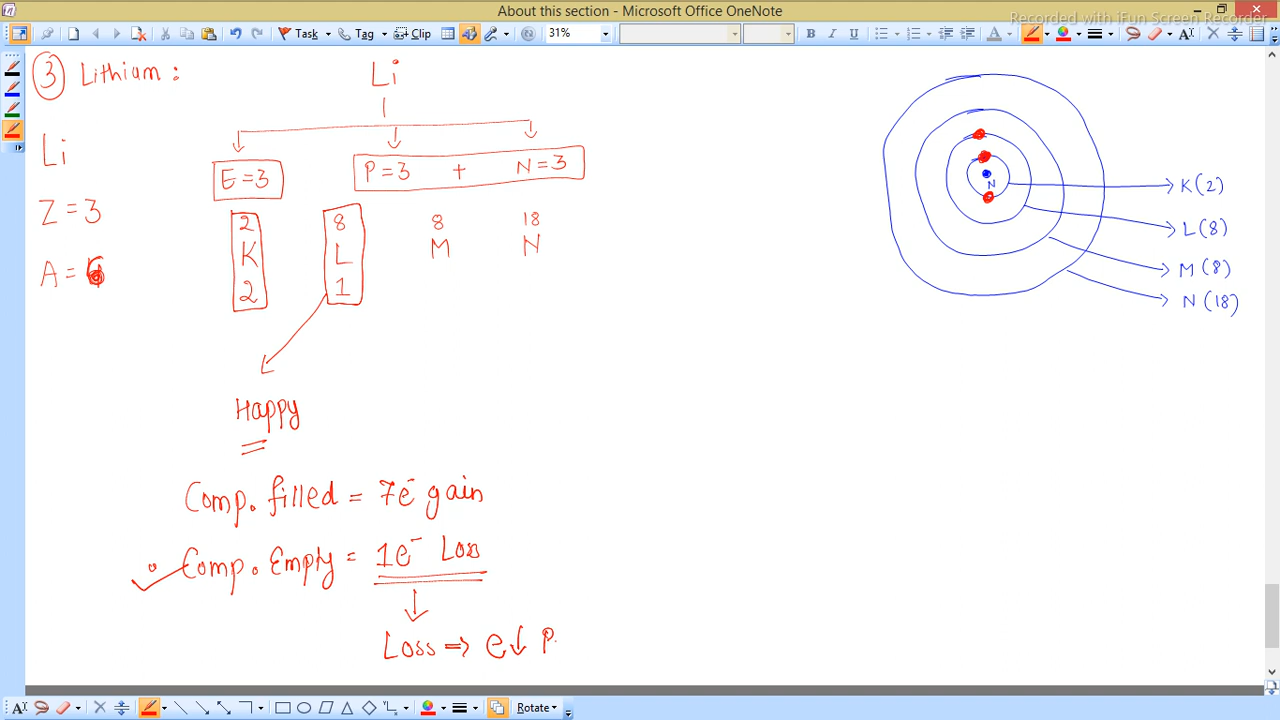 About this section - Microsoft Office OneNote
Recorded with iFun Screen Recorder
Task Tag Clip 31% B I U
③ Lithium :
Li
Li
Z = 3
A = 6
E = 3
P = 3 + N = 3
2 8 8 18
K L M N
2 1
Happy
Comp. filled = 7e⁻ gain
Comp. Empty = 1e⁻ Loss
Loss ⇒ e↓ P
N
K (2)
L (8)
M (8)
N (18)
Rotate